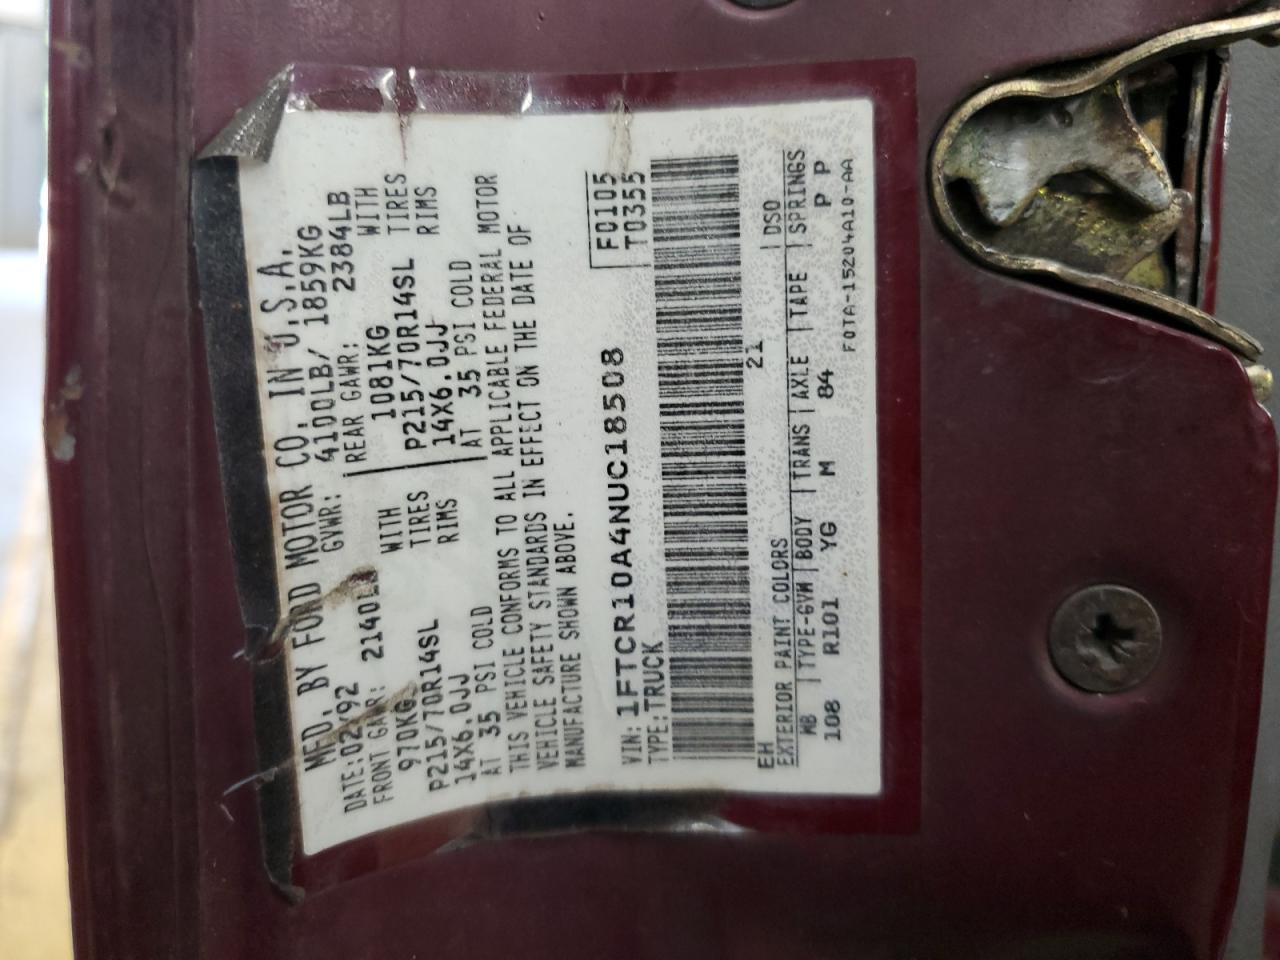 MFD. BY FORD MOTOR CO. IN U.S.A.
DATE: 02/92 GVWR: 4100LB/ 1859KG
FRONT GAWR: 2140LB REAR GAWR: 2384LB
970KG WITH 1081KG WITH
P215/70R14SL TIRES P215/70R14SL TIRES
14X6.0JJ RIMS 14X6.0JJ RIMS
AT 35 PSI COLD AT 35 PSI COLD
THIS VEHICLE CONFORMS TO ALL APPLICABLE FEDERAL MOTOR
VEHICLE SAFETY STANDARDS IN EFFECT ON THE DATE OF
MANUFACTURE SHOWN ABOVE.
F0105
VIN: 1FTCR10A4NUC18508 T0355
TYPE: TRUCK
EH 21
EXTERIOR PAINT COLORS DSO
WB TYPE-GVW BODY TRANS AXLE TAPE SPRINGS
108 R101 YG M 84 P P
F0TA-15204A10-AA